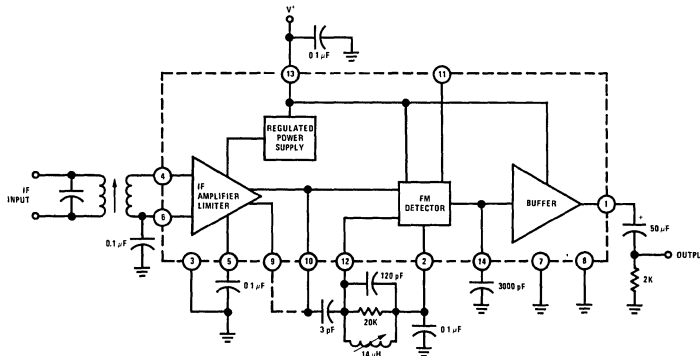 V+
0 1 µF
13
11
REGULATED
POWER
SUPPLY
IF
INPUT
4
6
IF
AMPLIFIER
LIMITER
FM
DETECTOR
BUFFER
1
+
50 µF
0.1 µF
3
5
9
10
12
2
14
7
8
OUTPU
0 1 µF
120 pF
3000 pF
2K
3 pF
20K
0 1 µF
14 µH